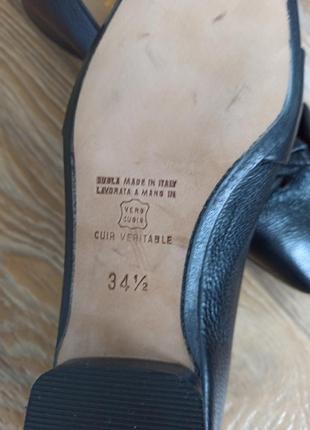 SUOLA MADE IN ITALY
LAVORATA A MANO IN
VERO
CUOIO
CUIR VERITABLE
34½